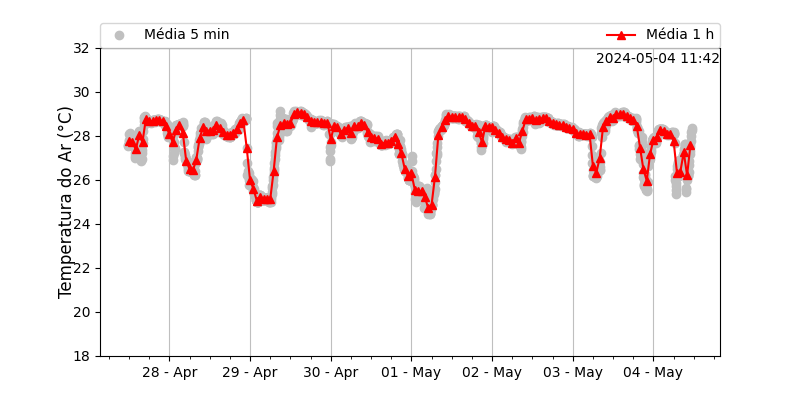 Média 5 min
Média 1 h
2024-05-04 11:42
Temperatura do Ar (°C)
32
30
28
26
24
22
20
18
28 - Apr
29 - Apr
30 - Apr
01 - May
02 - May
03 - May
04 - May